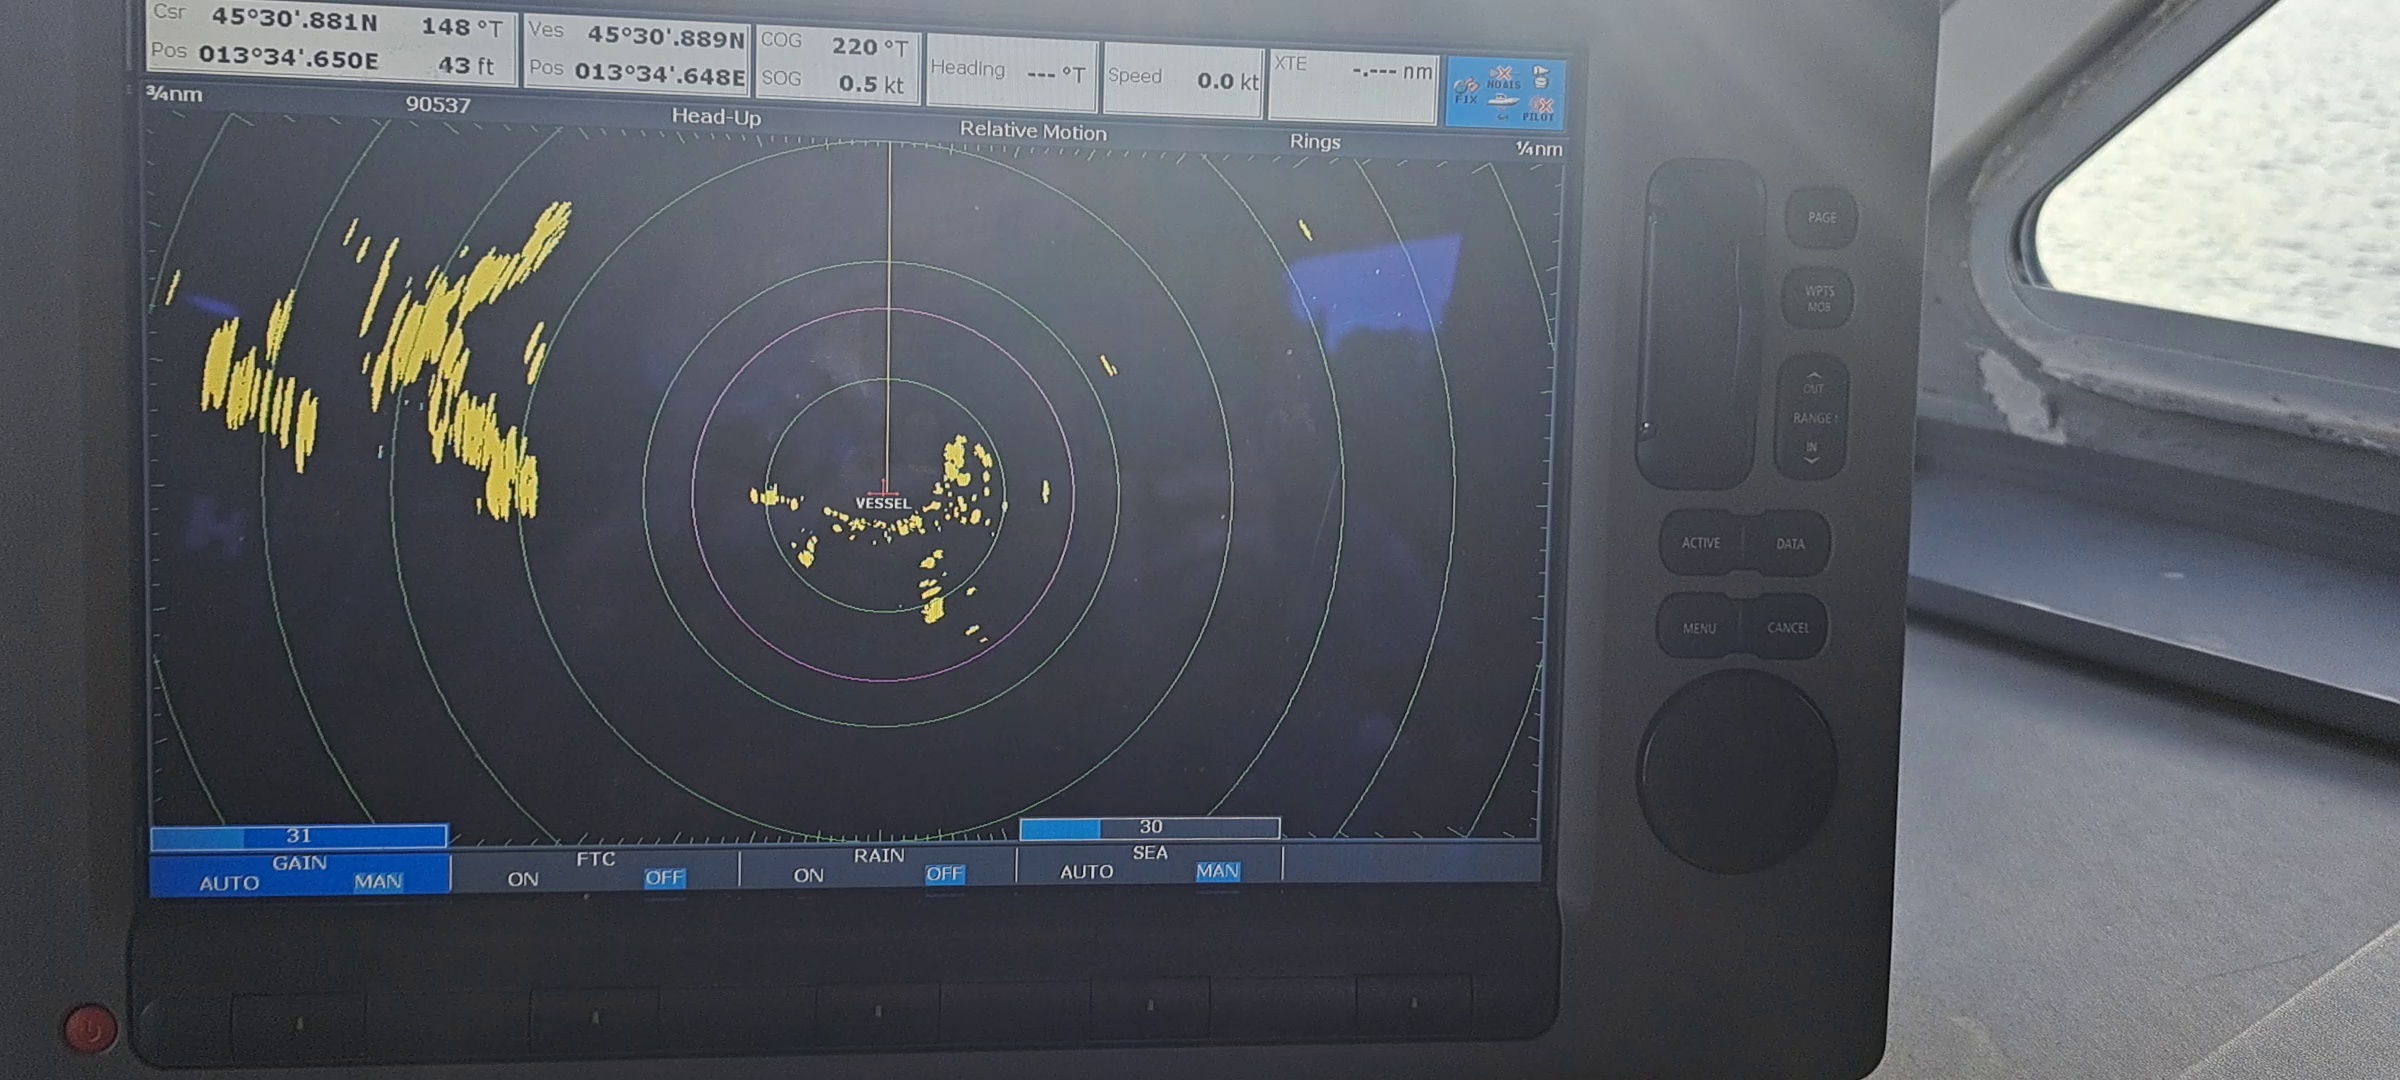 Csr 45°30'.881N 148 °T
Pos 013°34'.650E 43 ft
Ves 45°30'.889N
Pos 013°34'.648E
COG 220 °T
SOG 0.5 kt
Heading --- °T
Speed 0.0 kt
XTE -.--- nm
FIX
NOAIS
PILOT
¾nm 90537 Head-Up Relative Motion Rings ¼nm
VESSEL
31
GAIN
AUTO MAN
FTC
ON OFF
RAIN
ON OFF
30
SEA
AUTO MAN
PAGE
WPTS
MOB
OUT
RANGE
IN
ACTIVE
DATA
MENU
CANCEL